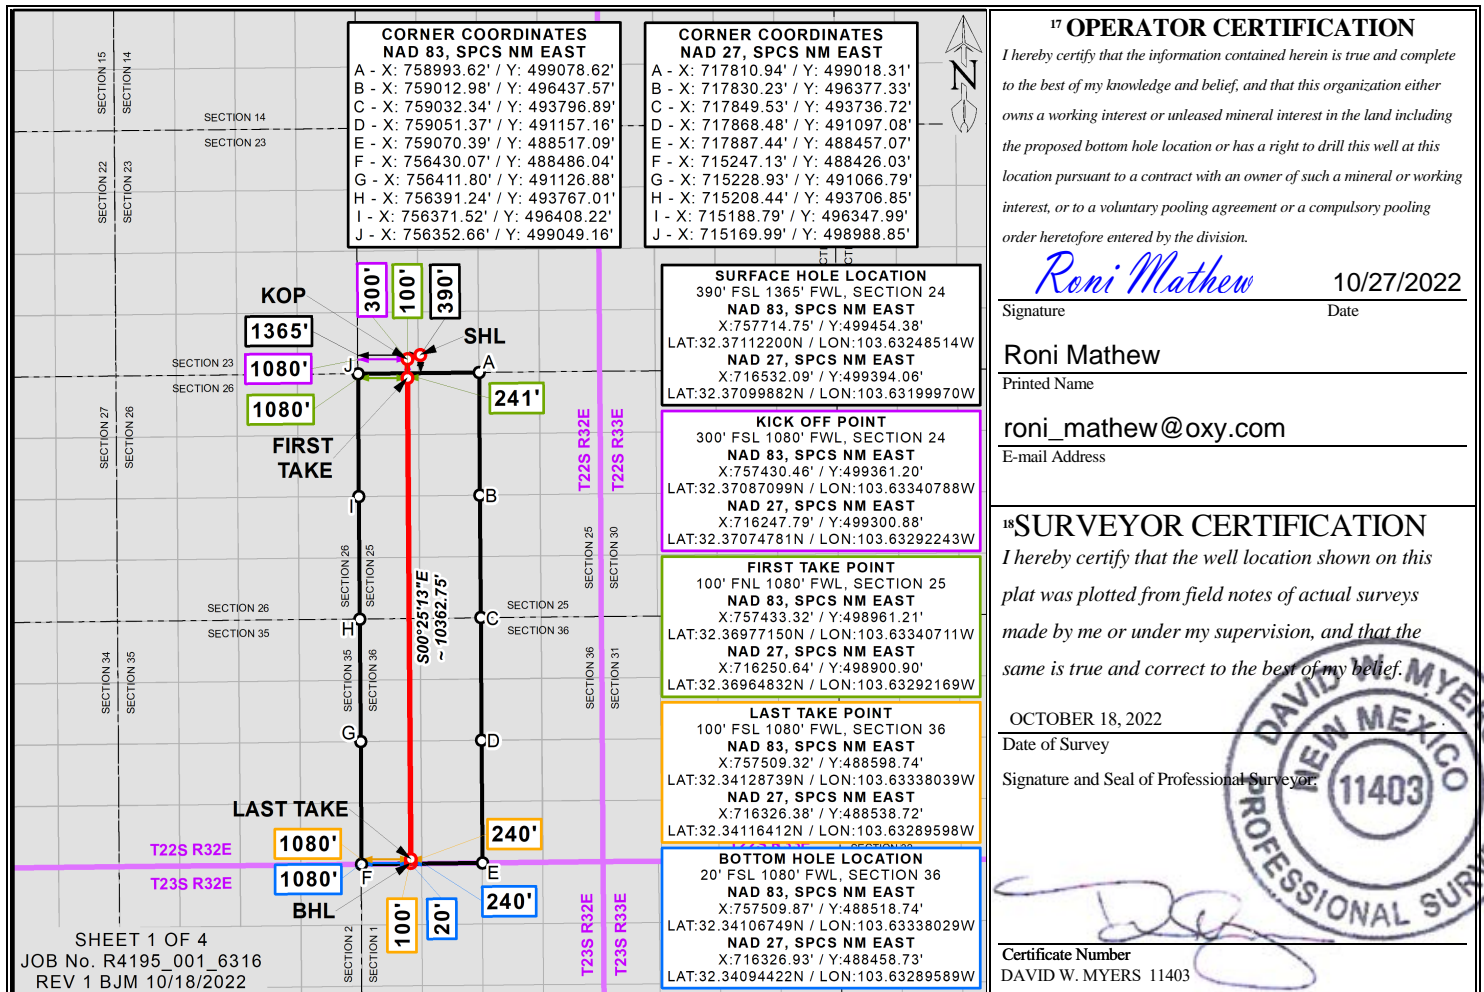 CORNER COORDINATES
NAD 83, SPCS NM EAST
A - X: 758993.62' / Y: 499078.62'
B - X: 759012.98' / Y: 496437.57'
C - X: 759032.34' / Y: 493796.89'
D - X: 759051.37' / Y: 491157.16'
E - X: 759070.39' / Y: 488517.09'
F - X: 756430.07' / Y: 488486.04'
G - X: 756411.80' / Y: 491126.88'
H - X: 756391.24' / Y: 493767.01'
I - X: 756371.52' / Y: 496408.22'
J - X: 756352.66' / Y: 499049.16'
CORNER COORDINATES
NAD 27, SPCS NM EAST
A - X: 717810.94' / Y: 499018.31'
B - X: 717830.23' / Y: 496377.33'
C - X: 717849.53' / Y: 493736.72'
D - X: 717868.48' / Y: 491097.08'
E - X: 717887.44' / Y: 488457.07'
F - X: 715247.13' / Y: 488426.03'
G - X: 715228.93' / Y: 491066.79'
H - X: 715208.44' / Y: 493706.85'
I - X: 715188.79' / Y: 496347.99'
J - X: 715169.99' / Y: 498988.85'
N
SECTION 15
SECTION 14
SECTION 14
SECTION 23
SECTION 22
SECTION 23
KOP
300'
100'
390'
1365'
SHL
SECTION 23
1080'
J
A
SECTION 26
1080'
241'
FIRST
TAKE
SECTION 27
SECTION 26
T22S R32E
T22S R33E
I
B
SECTION 26
SECTION 25
SECTION 25
SECTION 30
S00°25'13"E
~ 10362.75'
SECTION 26
SECTION 35
H
C
SECTION 25
SECTION 36
SECTION 34
SECTION 35
SECTION 35
SECTION 36
SECTION 36
SECTION 31
G
D
LAST TAKE
T22S R32E
1080'
240'
T23S R32E
1080'
F
E
BHL
100'
20'
240'
SECTION 2
SECTION 1
T23S R32E
T23S R33E
SHEET 1 OF 4
JOB No. R4195_001_6316
REV 1 BJM 10/18/2022
SURFACE HOLE LOCATION
390' FSL 1365' FWL, SECTION 24
NAD 83, SPCS NM EAST
X:757714.75' / Y:499454.38'
LAT:32.37112200N / LON:103.63248514W
NAD 27, SPCS NM EAST
X:716532.09' / Y:499394.06'
LAT:32.37099882N / LON:103.63199970W
KICK OFF POINT
300' FSL 1080' FWL, SECTION 24
NAD 83, SPCS NM EAST
X:757430.46' / Y:499361.20'
LAT:32.37087099N / LON:103.63340788W
NAD 27, SPCS NM EAST
X:716247.79' / Y:499300.88'
LAT:32.37074781N / LON:103.63292243W
FIRST TAKE POINT
100' FNL 1080' FWL, SECTION 25
NAD 83, SPCS NM EAST
X:757433.32' / Y:498961.21'
LAT:32.36977150N / LON:103.63340711W
NAD 27, SPCS NM EAST
X:716250.64' / Y:498900.90'
LAT:32.36964832N / LON:103.63292169W
LAST TAKE POINT
100' FSL 1080' FWL, SECTION 36
NAD 83, SPCS NM EAST
X:757509.32' / Y:488598.74'
LAT:32.34128739N / LON:103.63338039W
NAD 27, SPCS NM EAST
X:716326.38' / Y:488538.72'
LAT:32.34116412N / LON:103.63289598W
BOTTOM HOLE LOCATION
20' FSL 1080' FWL, SECTION 36
NAD 83, SPCS NM EAST
X:757509.87' / Y:488518.74'
LAT:32.34106749N / LON:103.63338029W
NAD 27, SPCS NM EAST
X:716326.93' / Y:488458.73'
LAT:32.34094422N / LON:103.63289589W
17 OPERATOR CERTIFICATION
I hereby certify that the information contained herein is true and complete
to the best of my knowledge and belief, and that this organization either
owns a working interest or unleased mineral interest in the land including
the proposed bottom hole location or has a right to drill this well at this
location pursuant to a contract with an owner of such a mineral or working
interest, or to a voluntary pooling agreement or a compulsory pooling
order heretofore entered by the division.
Roni Mathew 10/27/2022
Signature Date
Roni Mathew
Printed Name
roni_mathew@oxy.com
E-mail Address
18 SURVEYOR CERTIFICATION
I hereby certify that the well location shown on this
plat was plotted from field notes of actual surveys
made by me or under my supervision, and that the
same is true and correct to the best of my belief.
OCTOBER 18, 2022
Date of Survey
Signature and Seal of Professional Surveyor:
DAVID W. MYERS
NEW MEXICO
11403
PROFESSIONAL
Certificate Number
DAVID W. MYERS 11403